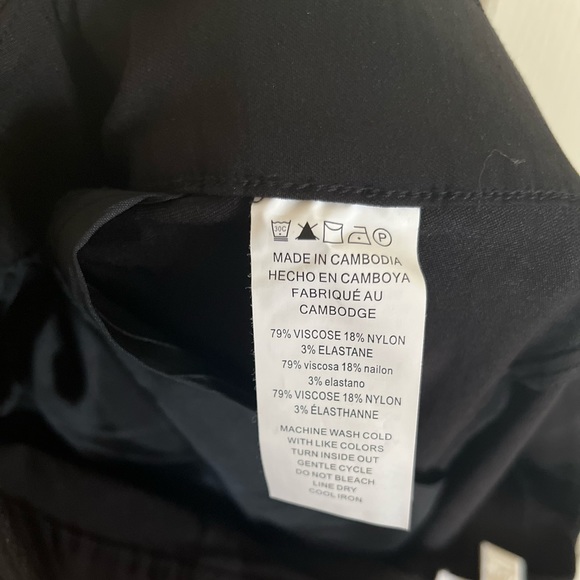 30C P
MADE IN CAMBODIA
HECHO EN CAMBOYA
FABRIQUÉ AU
CAMBODGE
79% VISCOSE 18% NYLON
3% ELASTANE
79% viscosa 18% nailon
3% elastano
79% VISCOSE 18% NYLON
3% ÉLASTHANNE
MACHINE WASH COLD
WITH LIKE COLORS
TURN INSIDE OUT
GENTLE CYCLE
DO NOT BLEACH
LINE DRY
COOL IRON